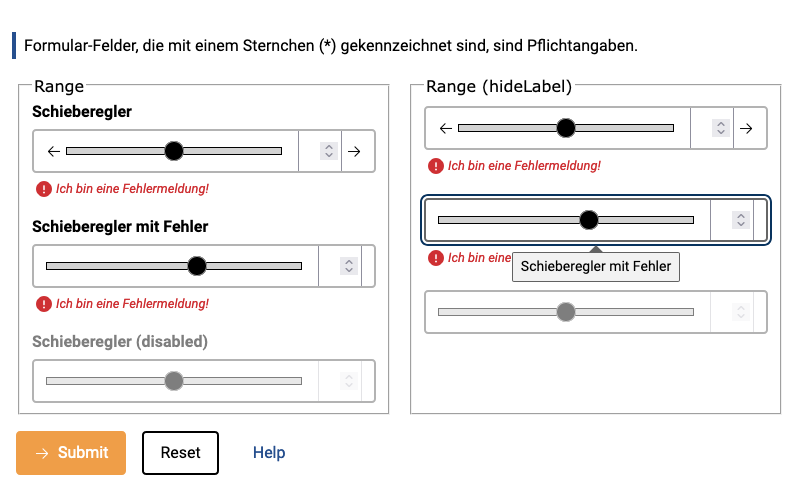 Formular-Felder, die mit einem Sternchen (*) gekennzeichnet sind, sind Pflichtangaben.
Range
Schieberegler
Ich bin eine Fehlermeldung!
Schieberegler mit Fehler
Ich bin eine Fehlermeldung!
Schieberegler (disabled)
Range (hideLabel)
Ich bin eine Fehlermeldung!
Ich bin eine
Schieberegler mit Fehler
Submit
Reset
Help